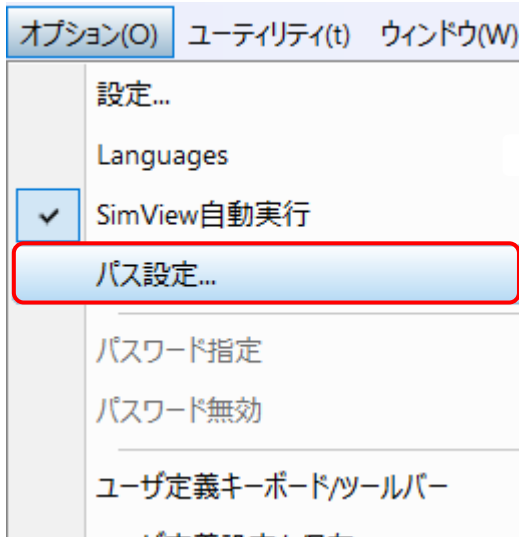 オプション(O) ユーティリティ(t) ウィンドウ(W)
設定...
Languages
SimView自動実行
パス設定...
パスワード指定
パスワード無効
ユーザ定義キーボード/ツールバー